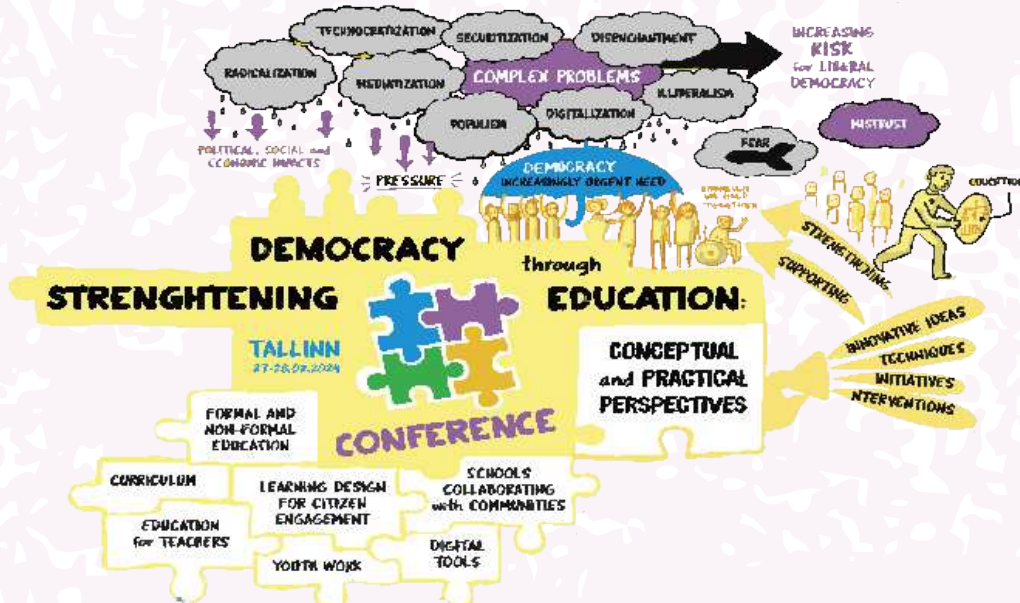 TECHNOCRATIZATION
SECURITIZATION
DISENCHANTMENT
INCREASING
RISK
for LIBERAL
DEMOCRACY
RADICALIZATION
MEDIATIZATION
COMPLEX PROBLEMS
ILLIBERALISM
POPULISM
DIGITALIZATION
MISTRUST
FEAR
POLITICAL, SOCIAL and
ECONOMIC IMPACTS
PRESSURE
DEMOCRACY
INCREASINGLY URGENT NEED
EDUCATION
DEMOCRACY
through
STRENGHTENING
EDUCATION:
STRENGTHENING
SUPPORTING
TALLINN
CONCEPTUAL
and PRACTICAL
PERSPECTIVES
INNOVATIVE IDEAS
TECHNIQUES
INITIATIVES
INTERVENTIONS
CONFERENCE
FORMAL AND
NON-FORMAL
EDUCATION
CURRICULUM
LEARNING DESIGN
FOR CITIZEN
ENGAGEMENT
SCHOOLS
COLLABORATING
with COMMUNITIES
EDUCATION
for TEACHERS
YOUTH WORK
DIGITAL
TOOLS